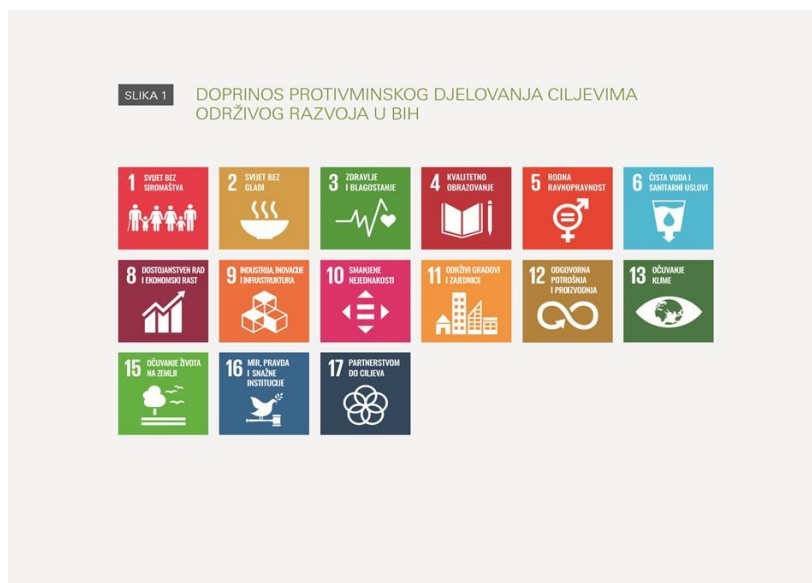 SLIKA 1
DOPRINOS PROTIVMINSKOG DJELOVANJA CILJEVIMA
ODRŽIVOG RAZVOJA U BIH
1 SVIJET BEZ
SIROMAŠTVA
2 SVIJET BEZ
GLADI
3 ZDRAVLJE
I BLAGOSTANJE
4 KVALITETNO
OBRAZOVANJE
5 RODNA
RAVNOPRAVNOST
6 ČISTA VODA I
SANITARNI USLOVI
8 DOSTOJANSTVEN RAD
I EKONOMSKI RAST
9 INDUSTRIJA, INOVACIJE
I INFRASTRUKTURA
10 SMANJENE
NEJEDNAKOSTI
11 ODRŽIVI GRADOVI
I ZAJEDNICE
12 ODGOVORNA
POTROŠNJA
I PROIZVODNJA
13 OČUVANJE
KLIME
15 OČUVANJE ŽIVOTA
NA ZEMLJI
16 MIR, PRAVDA
I SNAŽNE
INSTITUCIJE
17 PARTNERSTVOM
DO CILJEVA